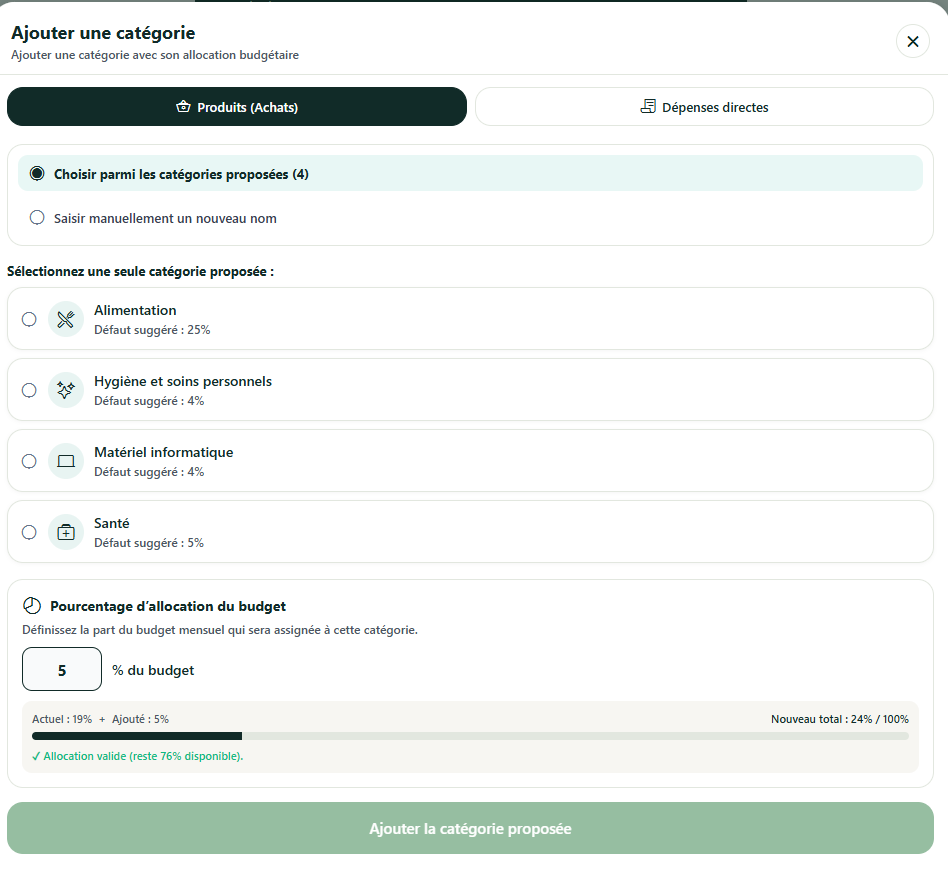 Ajouter une catégorie
Ajouter une catégorie avec son allocation budgétaire
Produits (Achats)
Dépenses directes
Choisir parmi les catégories proposées (4)
Saisir manuellement un nouveau nom
Sélectionnez une seule catégorie proposée :
Alimentation
Défaut suggéré : 25%
Hygiène et soins personnels
Défaut suggéré : 4%
Matériel informatique
Défaut suggéré : 4%
Santé
Défaut suggéré : 5%
Pourcentage d'allocation du budget
Définissez la part du budget mensuel qui sera assignée à cette catégorie.
5 % du budget
Actuel : 19% + Ajouté : 5% Nouveau total : 24% / 100%
✓ Allocation valide (reste 76% disponible).
Ajouter la catégorie proposée